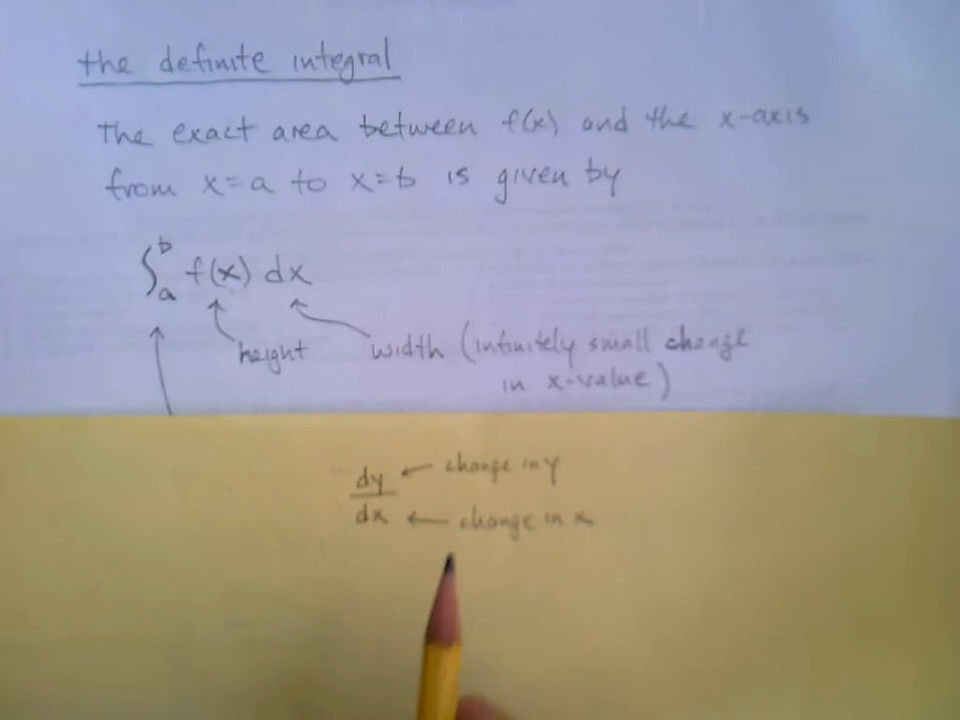 the definite integral
The exact area between f(x) and the x-axis
from x=a to x=b is given by
∫ₐᵇ f(x) dx
height width (infinitely small change
in x-value)
dy ← change in y
dx ← change in x